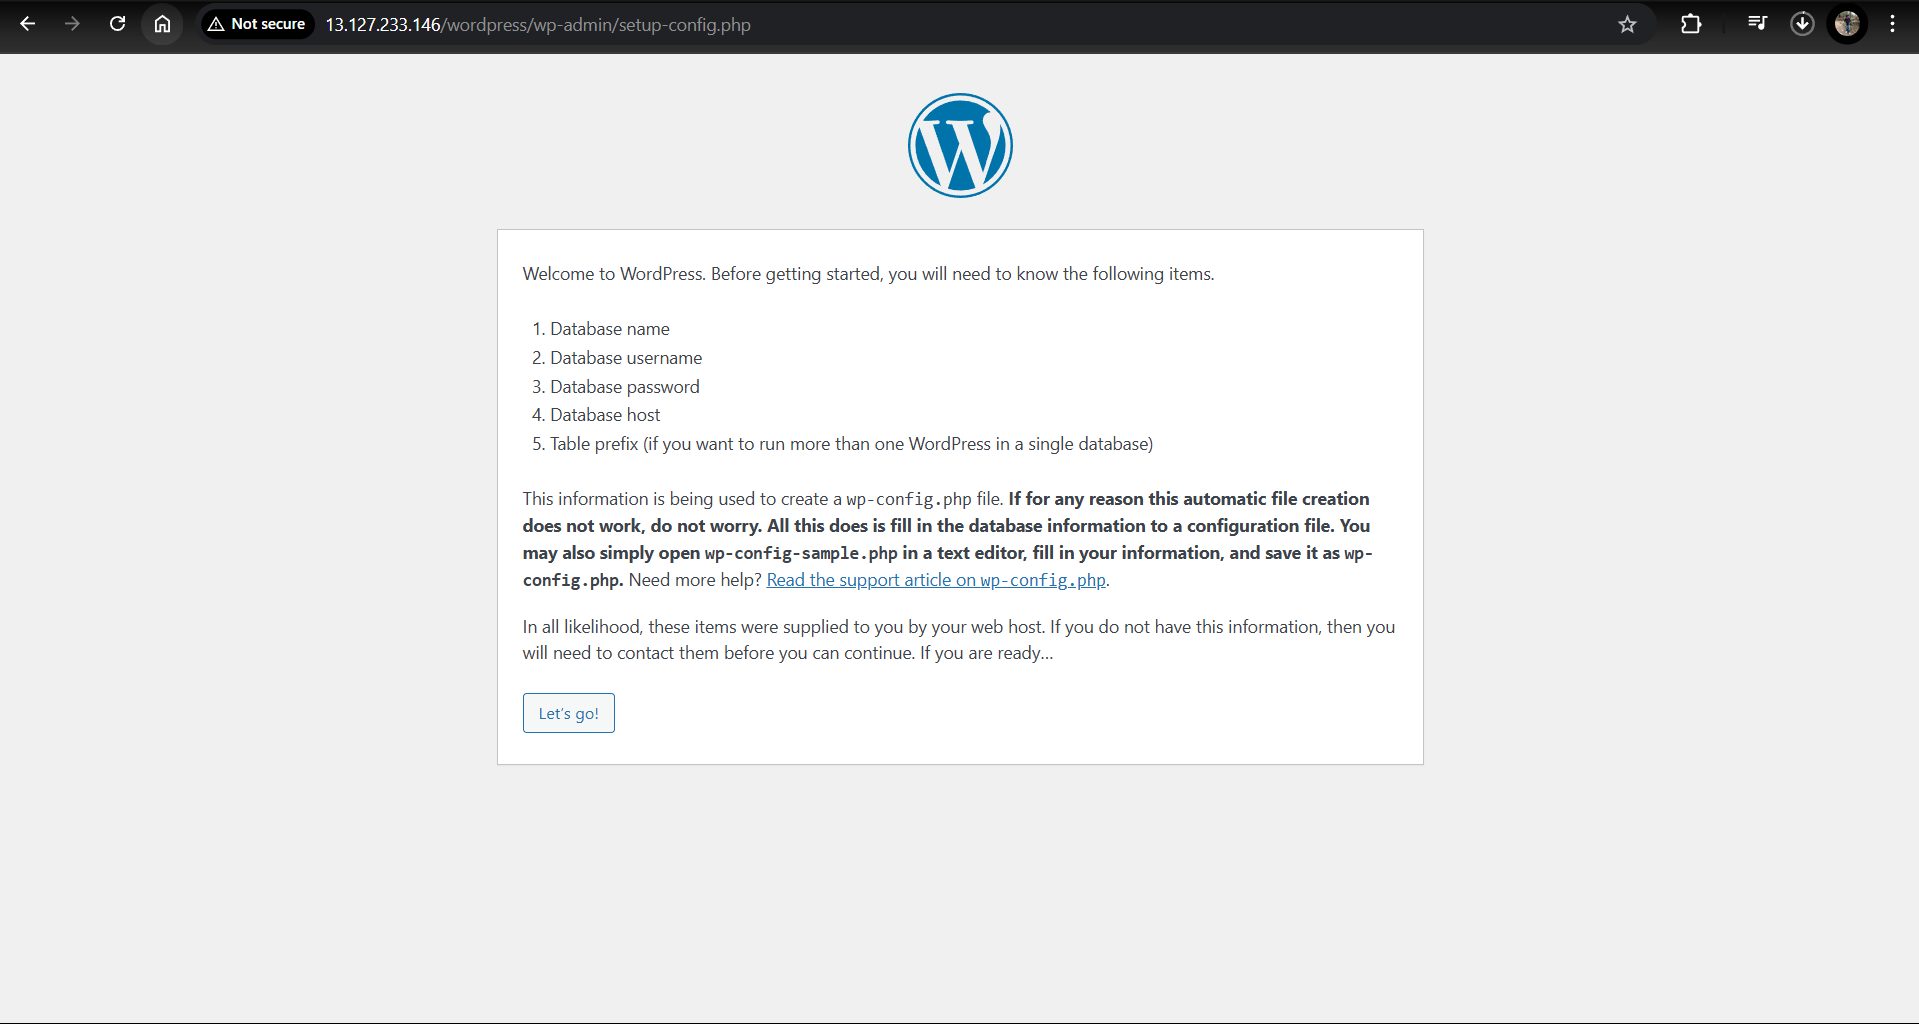 Not secure 13.127.233.146/wordpress/wp-admin/setup-config.php
Welcome to WordPress. Before getting started, you will need to know the following items.
1. Database name
2. Database username
3. Database password
4. Database host
5. Table prefix (if you want to run more than one WordPress in a single database)
This information is being used to create a wp-config.php file. If for any reason this automatic file creation
does not work, do not worry. All this does is fill in the database information to a configuration file. You
may also simply open wp-config-sample.php in a text editor, fill in your information, and save it as wp-
config.php. Need more help? Read the support article on wp-config.php.
In all likelihood, these items were supplied to you by your web host. If you do not have this information, then you
will need to contact them before you can continue. If you are ready…
Let’s go!